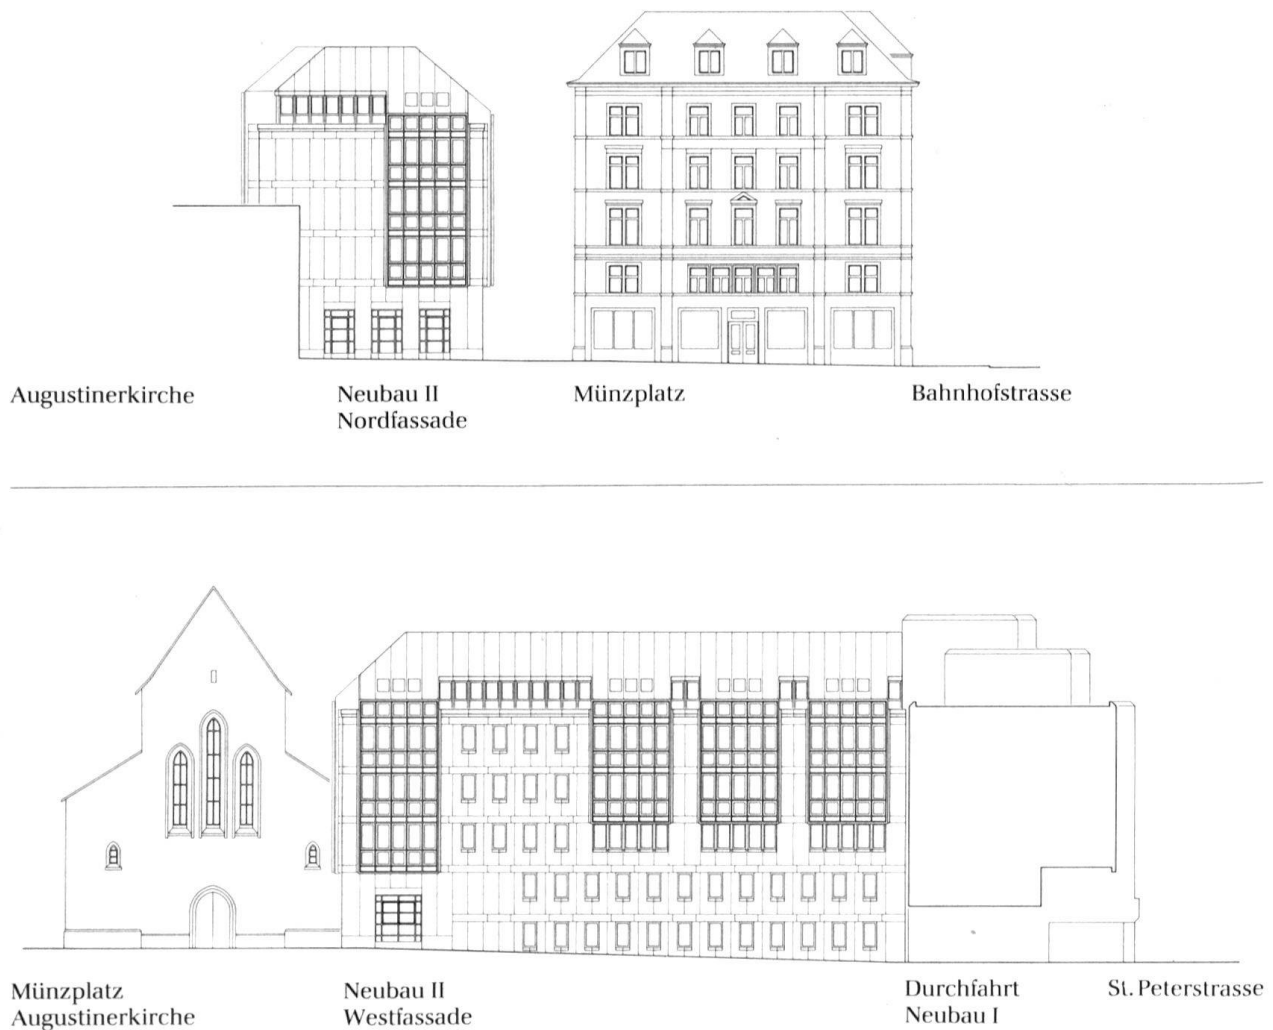 Augustinerkirche
Neubau II
Nordfassade
Münzplatz
Bahnhofstrasse
Münzplatz
Augustinerkirche
Neubau II
Westfassade
Durchfahrt
Neubau I
St. Peterstrasse